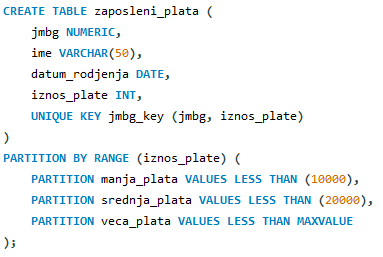 CREATE TABLE zaposleni_plata (
jmbg NUMERIC,
ime VARCHAR(50),
datum_rodjenja DATE,
iznos_plate INT,
UNIQUE KEY jmbg_key (jmbg, iznos_plate)
)
PARTITION BY RANGE (iznos_plate) (
PARTITION manja_plata VALUES LESS THAN (10000),
PARTITION srednja_plata VALUES LESS THAN (20000),
PARTITION veca_plata VALUES LESS THAN MAXVALUE
);